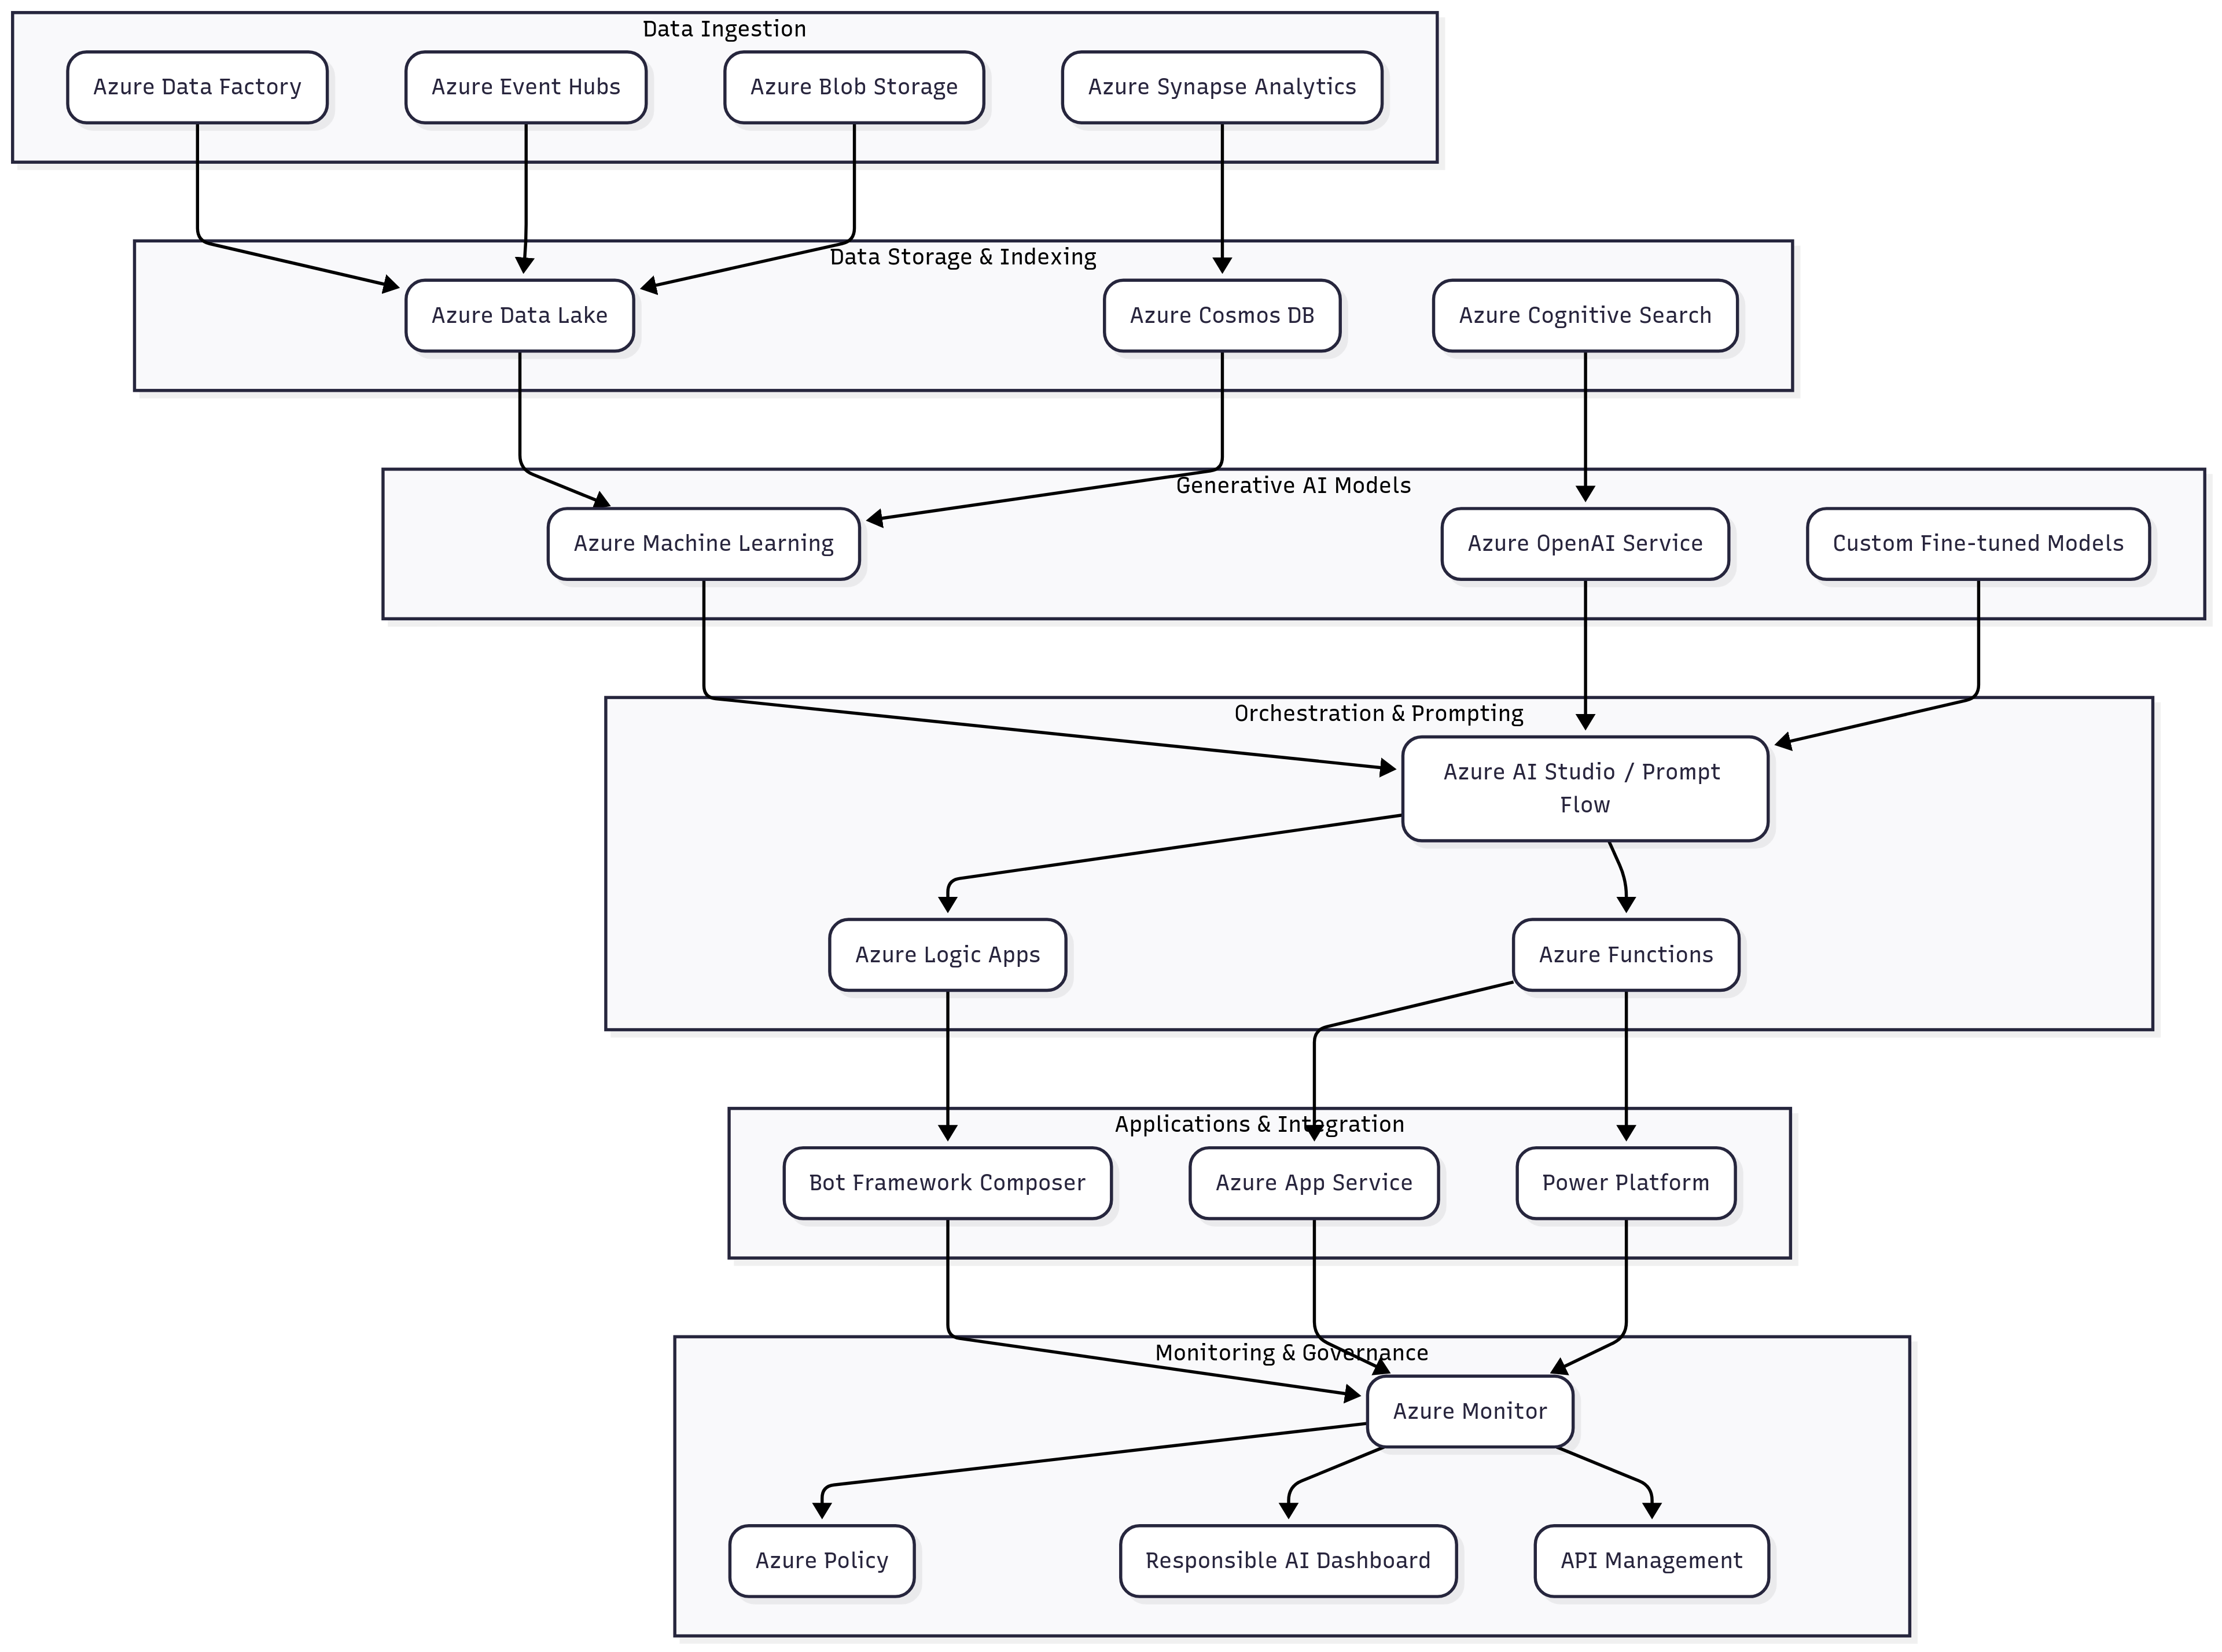 Data Ingestion
Azure Data Factory
Azure Event Hubs
Azure Blob Storage
Azure Synapse Analytics
Data Storage & Indexing
Azure Data Lake
Azure Cosmos DB
Azure Cognitive Search
Generative AI Models
Azure Machine Learning
Azure OpenAI Service
Custom Fine-tuned Models
Orchestration & Prompting
Azure AI Studio / Prompt
Flow
Azure Logic Apps
Azure Functions
Applications & Integration
Bot Framework Composer
Azure App Service
Power Platform
Monitoring & Governance
Azure Monitor
Azure Policy
Responsible AI Dashboard
API Management